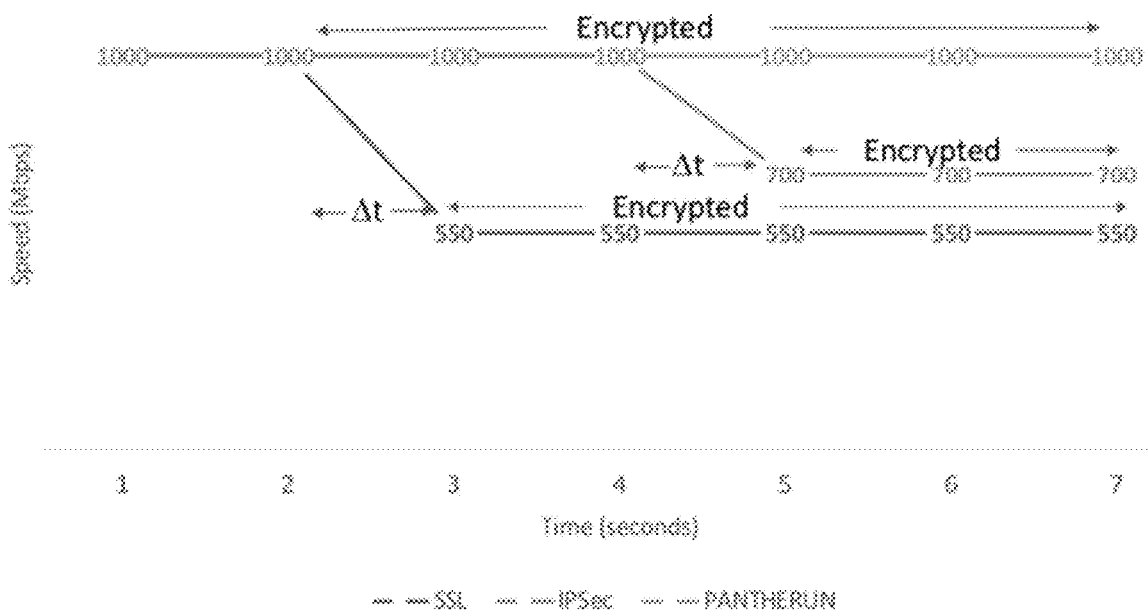 Encrypted
1000 1000 1000 1000 1000 1000 1000
Encrypted
Δt
700 700 700
Encrypted
Δt
550 550 550 550 550
Speed (Mbps)
1 2 3 4 5 6 7
Time (seconds)
SSL IPSec PANTHERUN